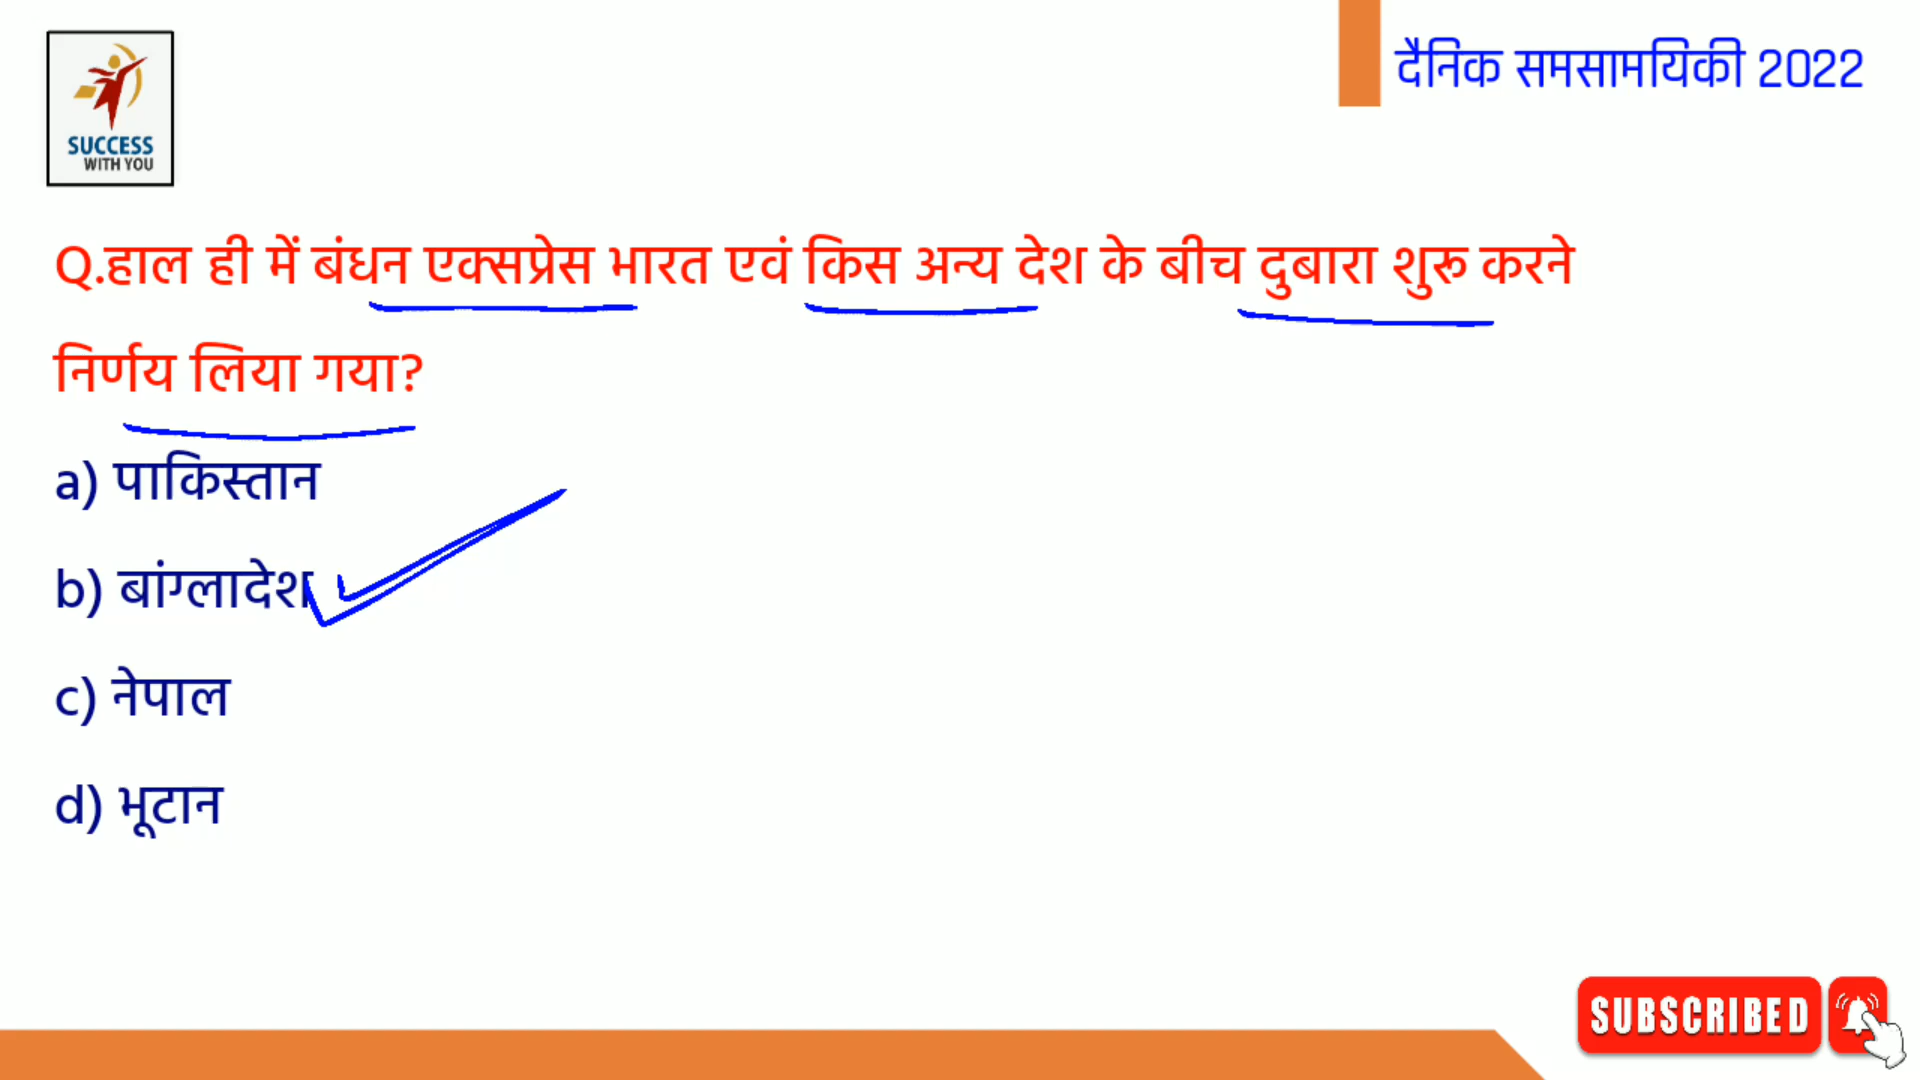 SUCCESS
WITH YOU
दैनिक समसामयिकी 2022
Q.हाल ही में बंधन एक्सप्रेस भारत एवं किस अन्य देश के बीच दुबारा शुरू करने
निर्णय लिया गया?
a) पाकिस्तान
b) बांग्लादेश
c) नेपाल
d) भूटान
SUBSCRIBED